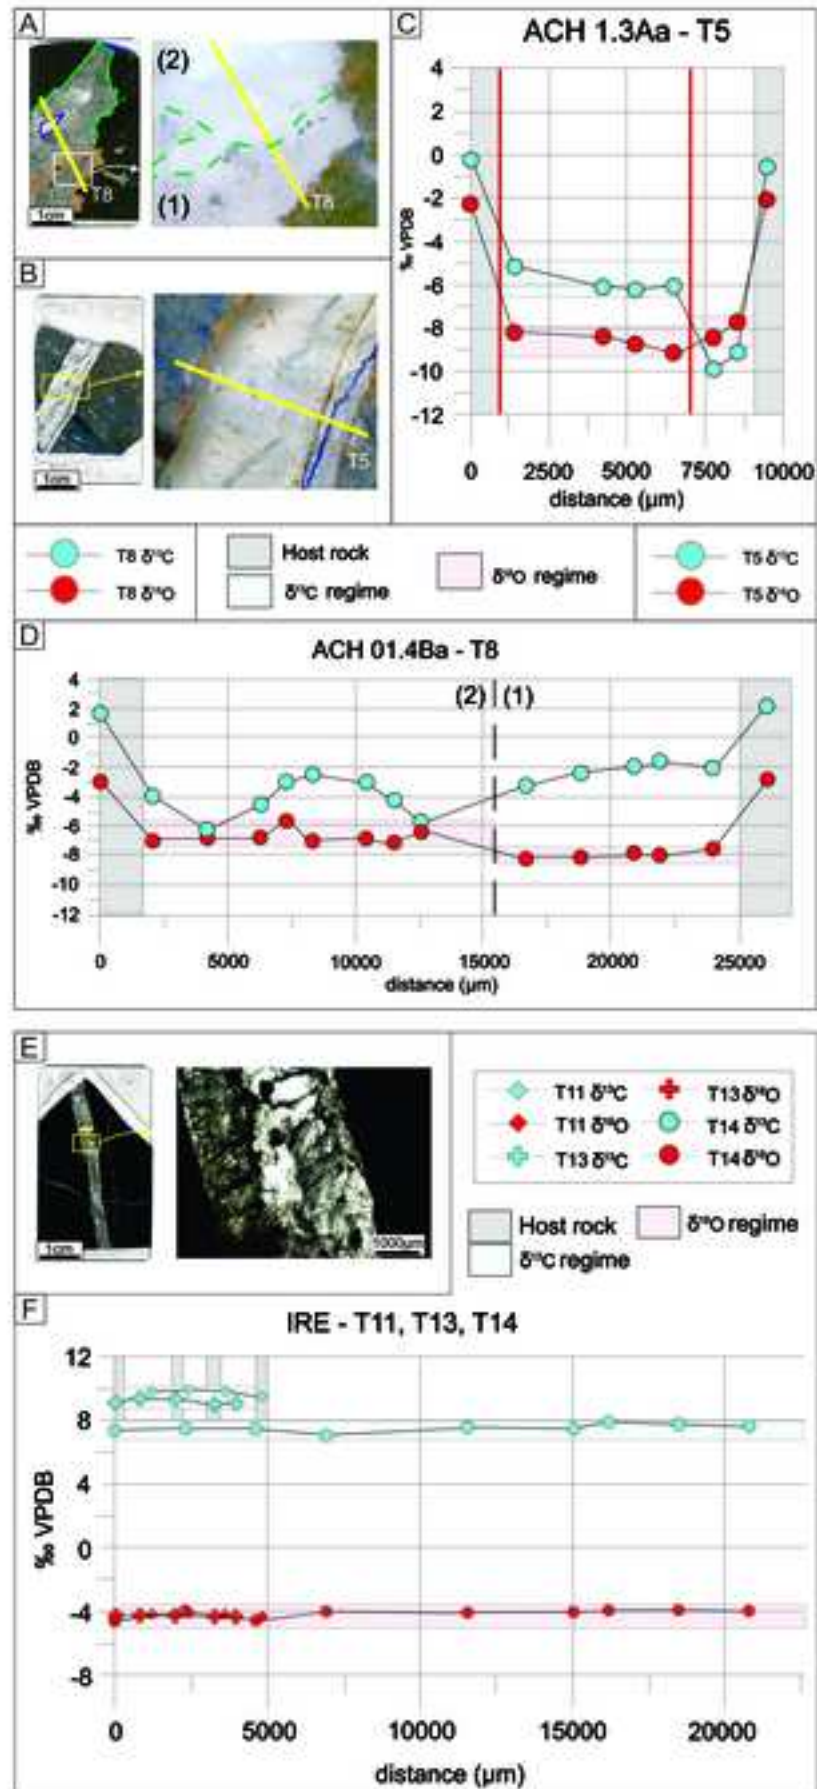 A
(2)
(1)
T8
T8
1cm
B
T5
1cm
C
ACH 1.3Aa - T5
4
2
0
-2
-4
-6
-8
-10
-12
‰ VPDB
0 2500 5000 7500 10000
distance (µm)
T8 δ¹³C
T8 δ¹⁸O
Host rock
δ¹³C regime
δ¹⁸O regime
T5 δ¹³C
T5 δ¹⁸O
D
ACH 01.4Ba - T8
(2) (1)
4
2
0
-2
-4
-6
-8
-10
-12
‰ VPDB
0 5000 10000 15000 20000 25000
distance (µm)
E
1cm
1000µm
T11 δ¹³C
T11 δ¹⁸O
T13 δ¹³C
T13 δ¹⁸O
T14 δ¹³C
T14 δ¹⁸O
Host rock
δ¹³C regime
δ¹⁸O regime
F
IRE - T11, T13, T14
12
8
4
0
-4
-8
‰ VPDB
0 5000 10000 15000 20000
distance (µm)